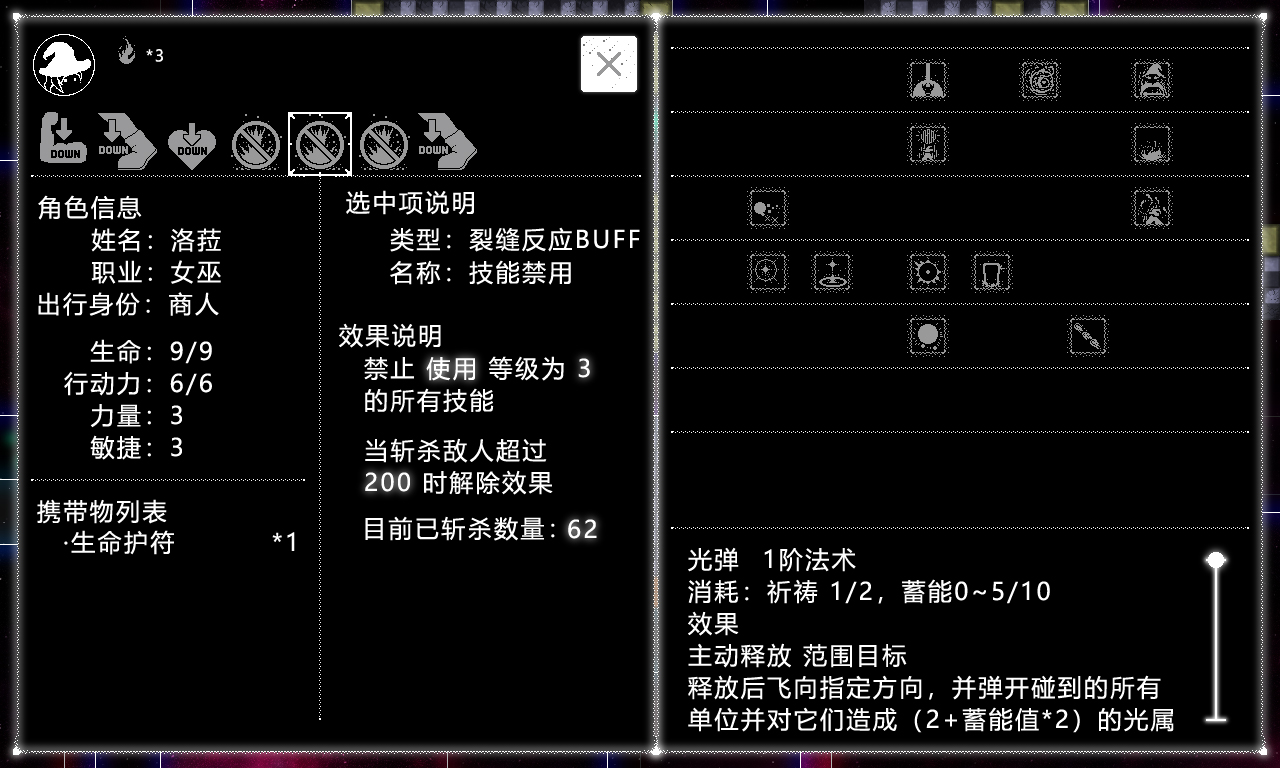 *3
DOWN
DOWN
DOWN
DOWN
角色信息
姓名：洛菈
职业：女巫
出行身份：商人
生命：9/9
行动力：6/6
力量：3
敏捷：3
携带物列表
·生命护符 *1
选中项说明
类型：裂缝反应BUFF
名称：技能禁用
效果说明
禁止 使用 等级为 3
的所有技能
当斩杀敌人超过
200 时解除效果
目前已斩杀数量：62
光弹 1阶法术
消耗：祈祷 1/2，蓄能0~5/10
效果
主动释放 范围目标
释放后飞向指定方向，并弹开碰到的所有
单位并对它们造成（2+蓄能值*2）的光属